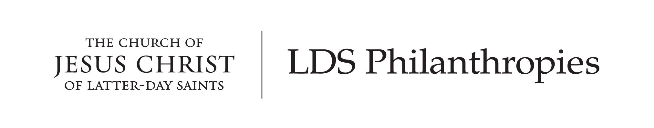 THE CHURCH OF
JESUS CHRIST
OF LATTER-DAY SAINTS
LDS Philanthropies